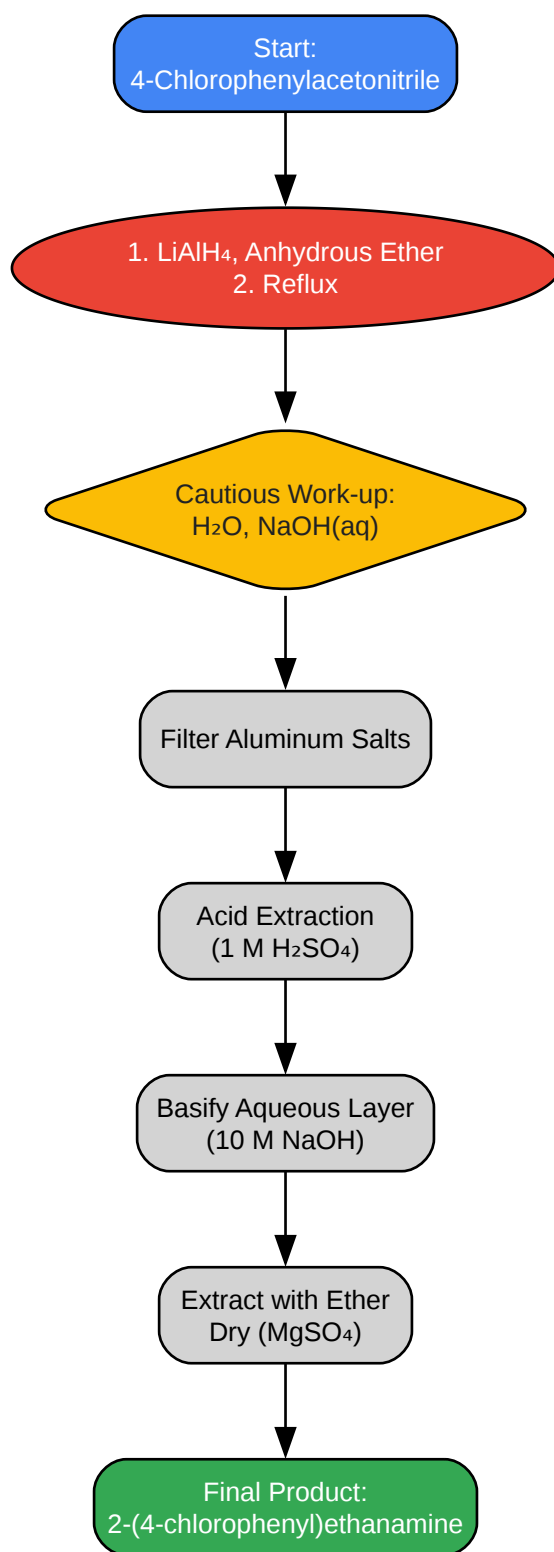 Start:
4-Chlorophenylacetonitrile
1. LiAlH₄, Anhydrous Ether
2. Reflux
Cautious Work-up:
H₂O, NaOH(aq)
Filter Aluminum Salts
Acid Extraction
(1 M H₂SO₄)
Basify Aqueous Layer
(10 M NaOH)
Extract with Ether
Dry (MgSO₄)
Final Product:
2-(4-chlorophenyl)ethanamine